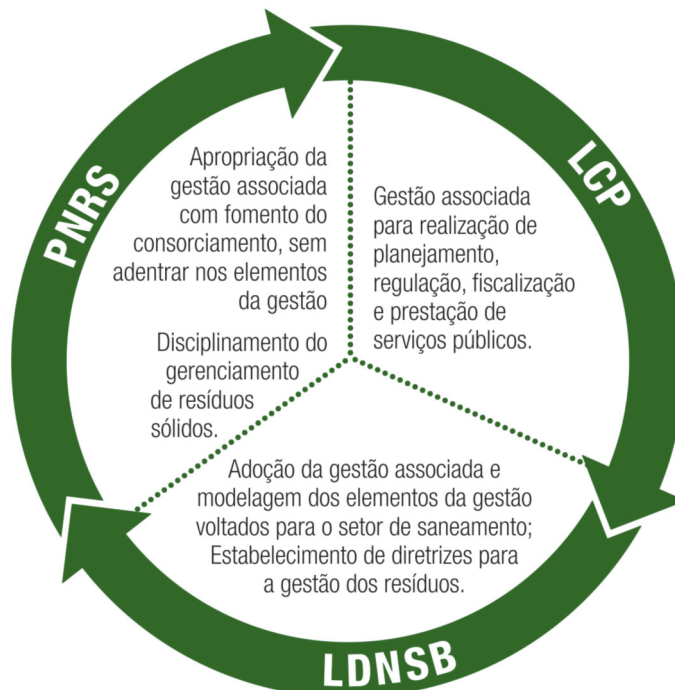 PNRS
Apropriação da
gestão associada
com fomento do
consorciamento, sem
adentrar nos elementos
da gestão
Disciplinamento do
gerenciamento
de resíduos
sólidos.
LCP
Gestão associada
para realização de
planejamento,
regulação, fiscalização
e prestação de
serviços públicos.
Adoção da gestão associada e
modelagem dos elementos da gestão
voltados para o setor de saneamento;
Estabelecimento de diretrizes para
a gestão dos resíduos.
LDNSB